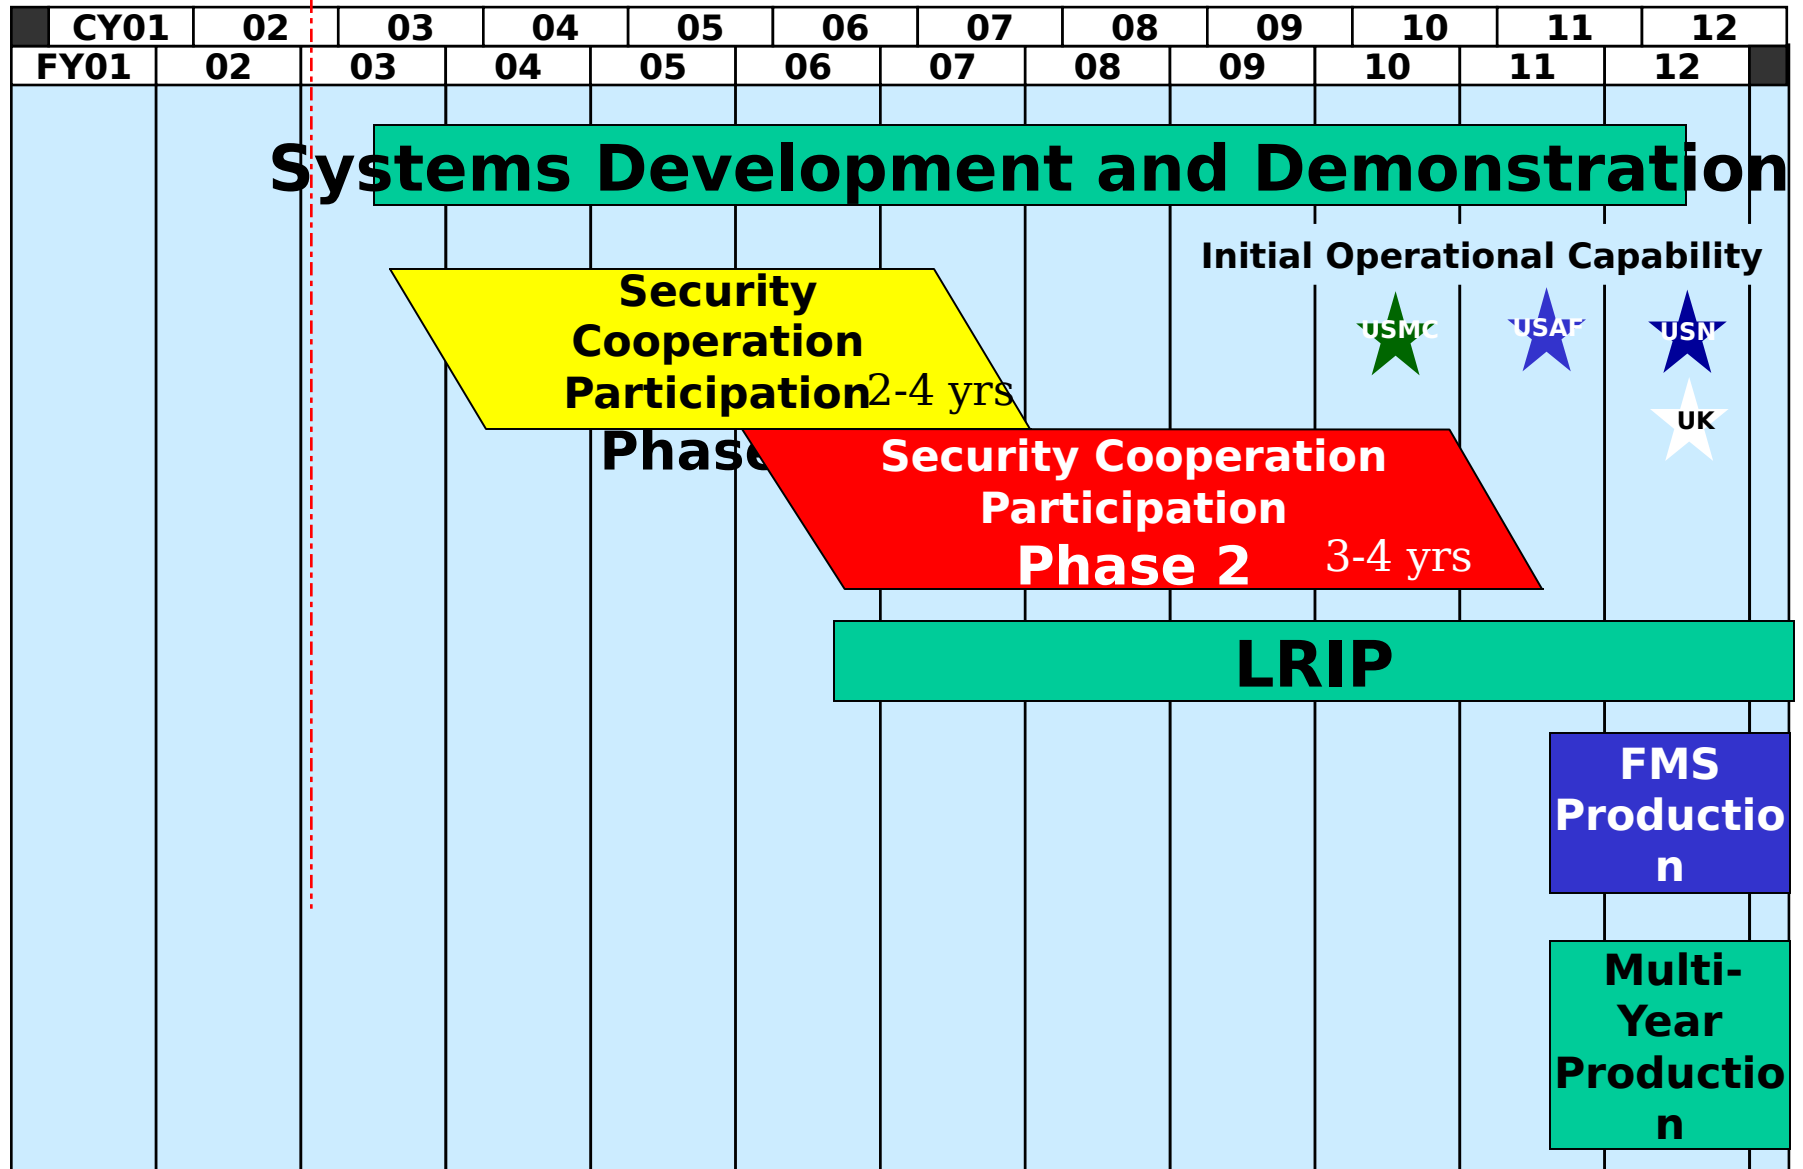 CY01 02 03 04 05 06 07 08 09 10 11 12
FY01 02 03 04 05 06 07 08 09 10 11 12
Systems Development and Demonstration
Initial Operational Capability
Security
Cooperation
Participation
2-4 yrs
Phase
USMC
USAF
USN
UK
Security Cooperation
Participation
Phase 2
3-4 yrs
LRIP
FMS
Productio
n
Multi-
Year
Productio
n